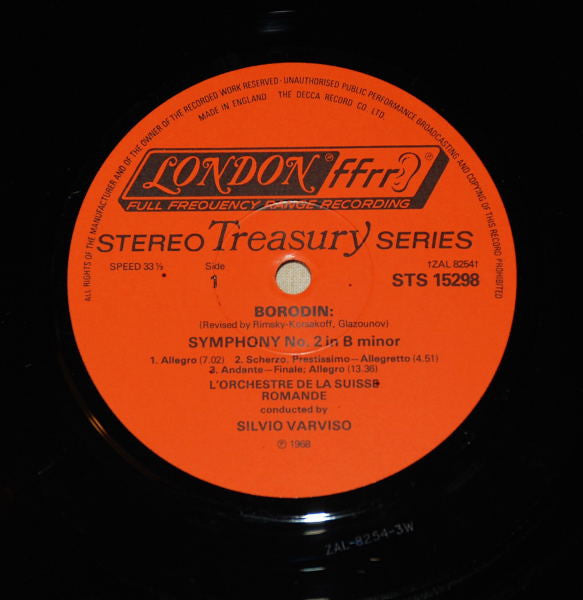 ALL RIGHTS OF THE MANUFACTURER AND OF THE OWNER OF THE RECORDED WORK RESERVED · UNAUTHORISED PUBLIC PERFORMANCE BROADCASTING AND COPYING OF THIS RECORD PROHIBITED
MADE IN ENGLAND THE DECCA RECORD CO LTD.
LONDON® ffrr
FULL FREQUENCY RANGE RECORDING
STEREO Treasury SERIES
SPEED 33⅓ Side †ZAL 8254†
1 STS 15298
BORODIN:
(Revised by Rimsky-Korsakoff, Glazounov)
SYMPHONY No. 2 in B minor
1. Allegro (7.02) 2. Scherzo, Prestissimo—Allegretto (4.51)
3. Andante—Finale; Allegro (13.36)
L'ORCHESTRE DE LA SUISSE
ROMANDE
conducted by
SILVIO VARVISO
℗ 1968
ZAL-8254-3W